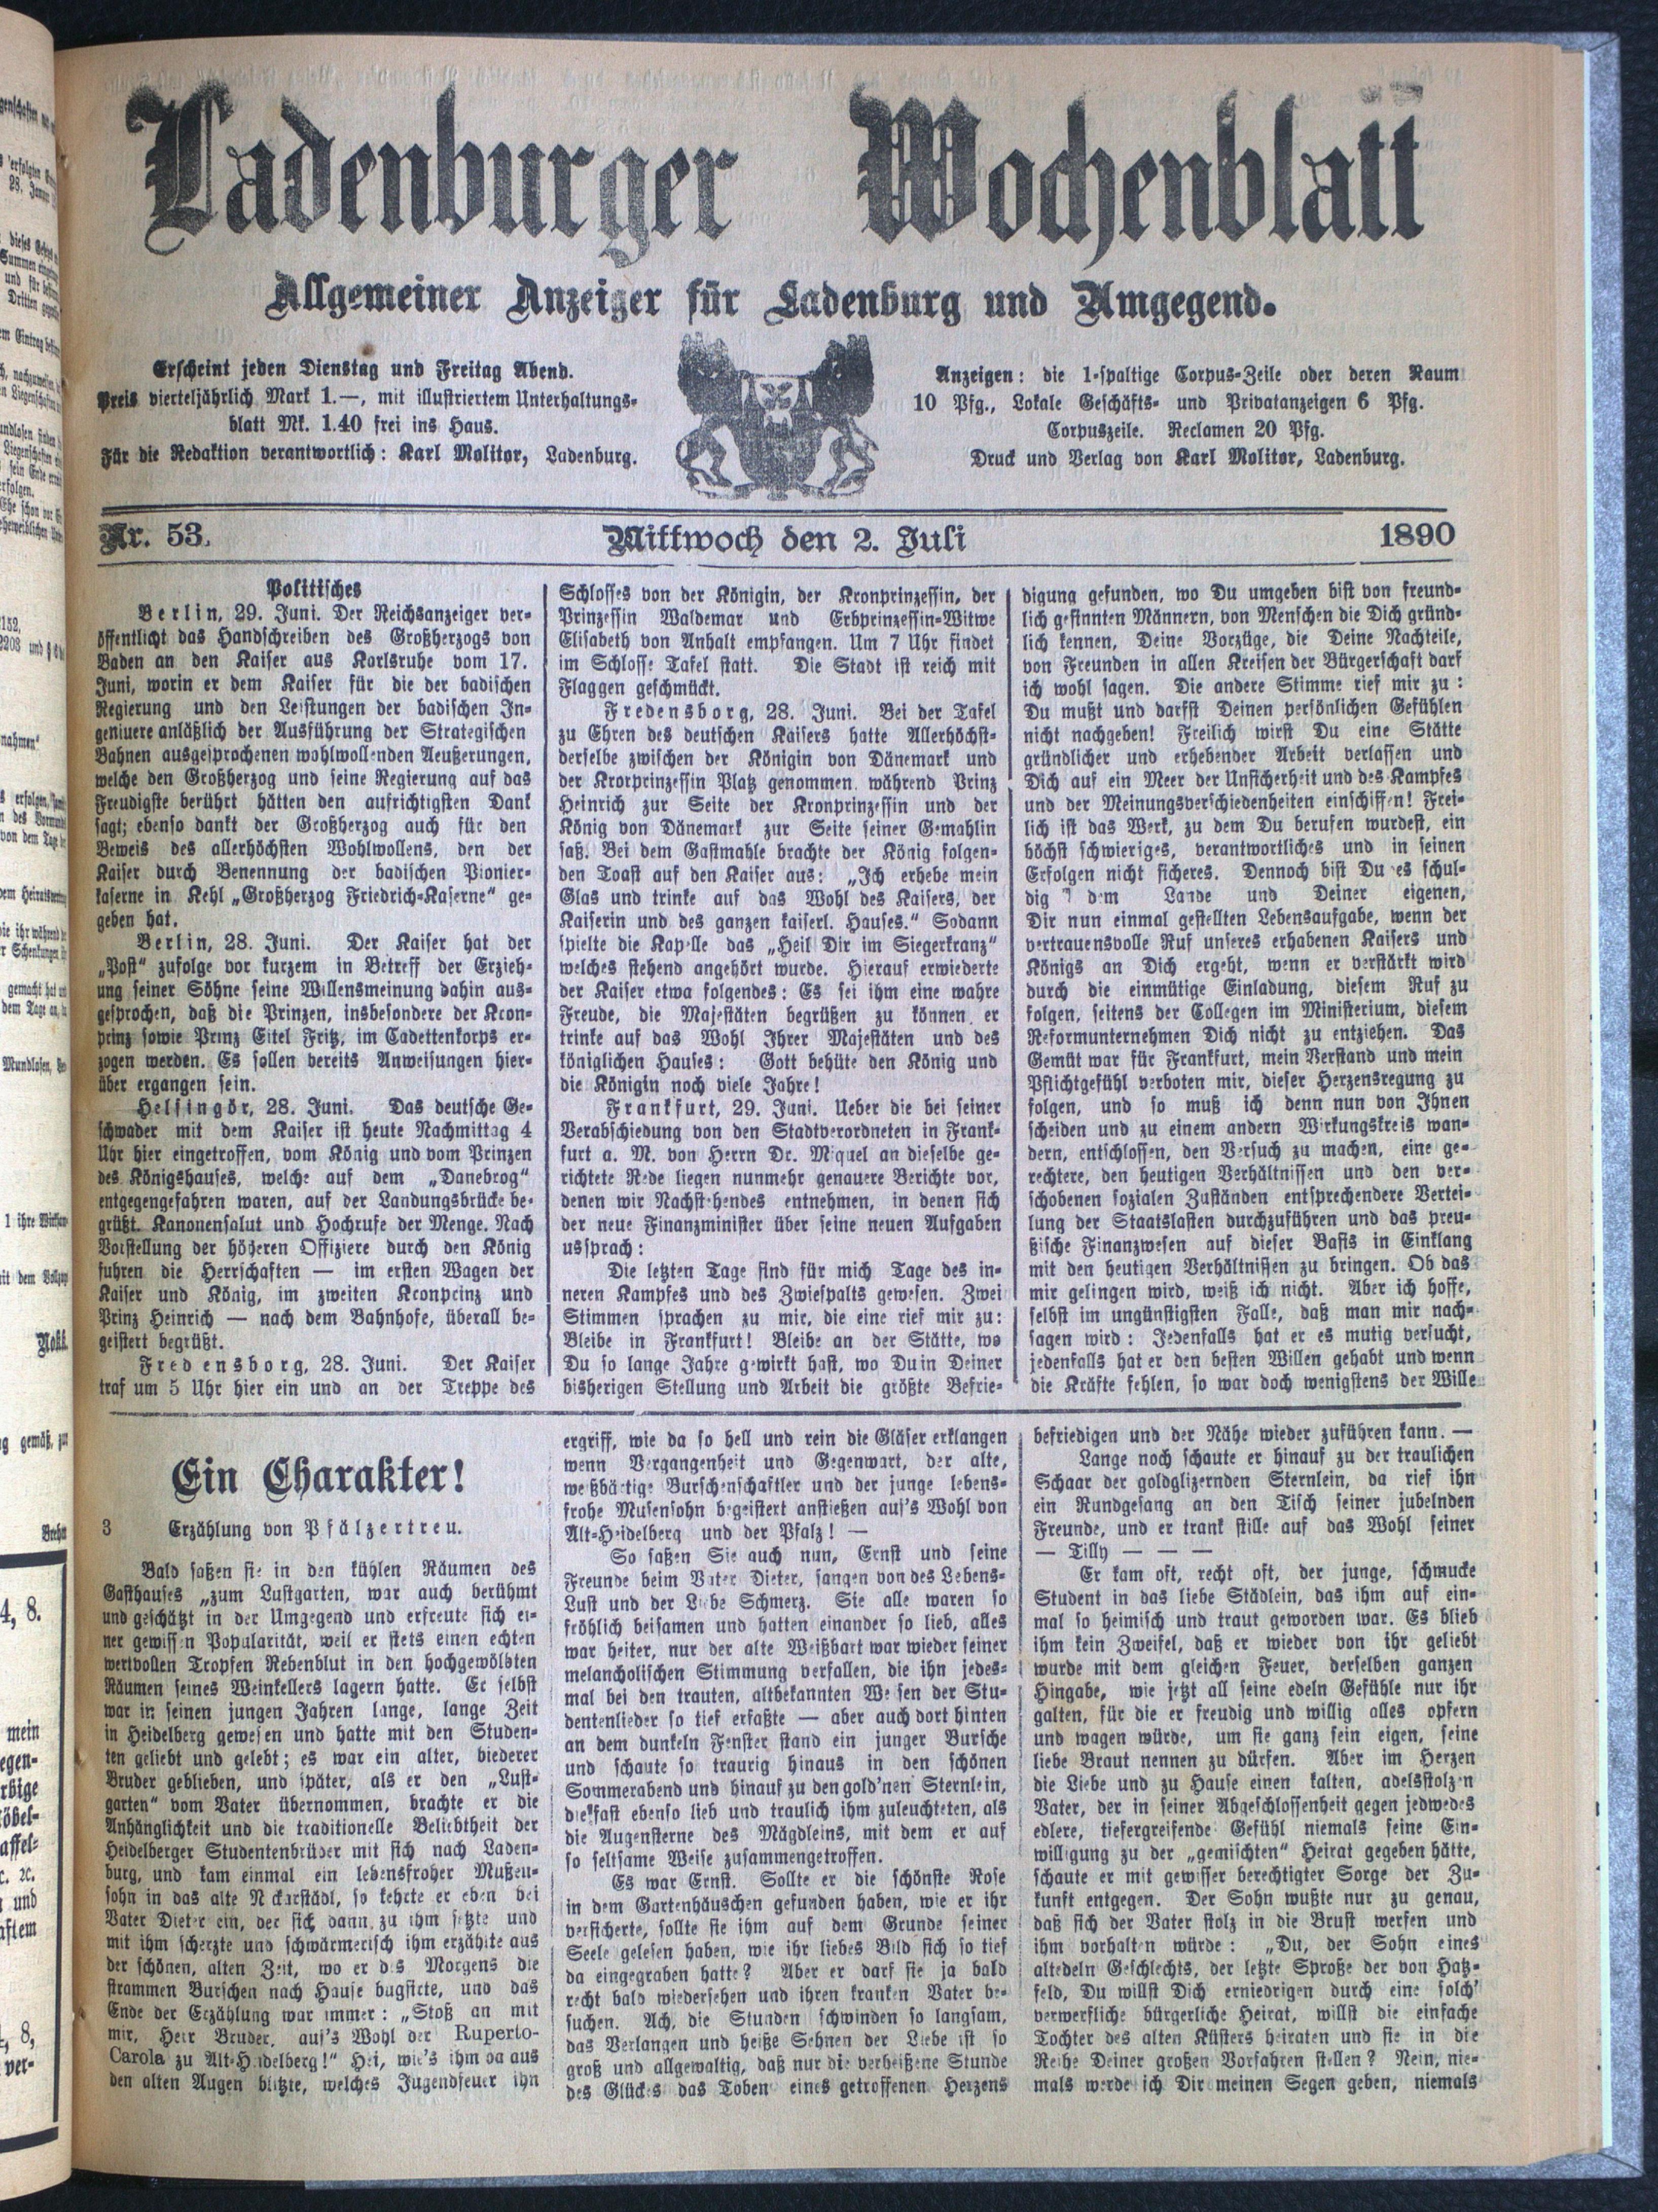 Ladenburger Wochenblatt
Allgemeiner Anzeiger für Ladenburg und Umgegend.
Erscheint jeden Dienstag und Freitag Abend.
Preis vierteljährlich Mark 1.—, mit illustriertem Unterhaltungs-
blatt Mk. 1.40 frei ins Haus.
Für die Redaktion verantwortlich: Karl Molitor, Ladenburg.
Anzeigen: die 1-spaltige Corpus-Zeile oder deren Raum
10 Pfg., Lokale Geschäfts- und Privatanzeigen 6 Pfg.
Corpuszeile. Reclamen 20 Pfg.
Druck und Verlag von Karl Molitor, Ladenburg.
Nr. 53.
Mittwoch den 2. Juli
1890
Politisches
Berlin, 29. Juni. Der Reichsanzeiger ver-
öffentlicht das Handschreiben des Großherzogs von
Baden an den Kaiser aus Karlsruhe vom 17.
Juni, worin er dem Kaiser für die der badischen
Regierung und den Leistungen der badischen In-
geniuere anläßlich der Ausführung der Strategischen
Bahnen ausgesprochenen wohlwollenden Aeußerungen,
welche den Großherzog und seine Regierung auf das
Freudigste berührt hätten den aufrichtigsten Dank
sagt; ebenso dankt der Großherzog auch für den
Beweis des allerhöchsten Wohlwollens, den der
Kaiser durch Benennung der badischen Pionier-
kaserne in Kehl „Großherzog Friedrich-Kaserne“ ge-
geben hat.
Berlin, 28. Juni. Der Kaiser hat der
„Post“ zufolge vor kurzem in Betreff der Erzieh-
ung seiner Söhne seine Willensmeinung dahin aus-
gesprochen, daß die Prinzen, insbesondere der Kron-
prinz sowie Prinz Eitel Fritz, im Cadettenkorps er-
zogen werden. Es sollen bereits Anweisungen hier-
über ergangen sein.
Helsingör, 28. Juni. Das deutsche Ge-
schwader mit dem Kaiser ist heute Nachmittag 4
Uhr hier eingetroffen, vom König und vom Prinzen
des Königshauses, welche auf dem „Danebrog“
entgegengefahren waren, auf der Landungsbrücke be-
grüßt. Kanonensalut und Hochrufe der Menge. Nach
Vorstellung der höheren Offiziere durch den König
fuhren die Herrschaften — im ersten Wagen der
Kaiser und König, im zweiten Kronprinz und
Prinz Heinrich — nach dem Bahnhofe, überall be-
geistert begrüßt.
Fredensborg, 28. Juni. Der Kaiser
traf um 5 Uhr hier ein und an der Treppe des
Schlosses von der Königin, der Kronprinzessin, der
Prinzessin Waldemar und Erbprinzessin-Witwe
Elisabeth von Anhalt empfangen. Um 7 Uhr findet
im Schlosse Tafel statt. Die Stadt ist reich mit
Flaggen geschmückt.
Fredensborg, 28. Juni. Bei der Tafel
zu Ehren des deutschen Kaisers hatte Allerhöchst-
derselbe zwischen der Königin von Dänemark und
der Krorprinzessin Platz genommen während Prinz
Heinrich zur Seite der Kronprinzessin und der
König von Dänemark zur Seite seiner Gemahlin
saß. Bei dem Gastmahle brachte der König folgen-
den Toast auf den Kaiser aus: „Ich erhebe mein
Glas und trinke auf das Wohl des Kaisers, der
Kaiserin und des ganzen kaiserl. Hauses.“ Sodann
spielte die Kapelle das „Heil Dir im Siegerkranz“
welches stehend angehört wurde. Hierauf erwiederte
der Kaiser etwa folgendes: Es sei ihm eine wahre
Freude, die Majestäten begrüßen zu können er
trinke auf das Wohl Ihrer Majestäten und des
königlichen Hauses: Gott behüte den König und
die Königin noch viele Jahre!
Frankfurt, 29. Juni. Ueber die bei seiner
Verabschiedung von den Stadtverordneten in Frank-
furt a. M. von Herrn Dr. Miquel an dieselbe ge-
richtete Rede liegen nunmehr genauere Berichte vor,
denen wir Nachstehendes entnehmen, in denen sich
der neue Finanzminister über seine neuen Aufgaben
ussprach:
Die letzten Tage sind für mich Tage des in-
neren Kampfes und des Zwiespalts gewesen. Zwei
Stimmen sprachen zu mir, die eine rief mir zu:
Bleibe in Frankfurt! Bleibe an der Stätte, wo
Du so lange Jahre gewirkt hast, wo Du in Deiner
bisherigen Stellung und Arbeit die größte Befrie-
digung gefunden, wo Du umgeben bist von freund-
lich gesinnten Männern, von Menschen die Dich gründ-
lich kennen, Deine Vorzüge, die Deine Nachteile,
von Freunden in allen Kreisen der Bürgerschaft darf
ich wohl sagen. Die andere Stimme rief mir zu:
Du mußt und darfst Deinen persönlichen Gefühlen
nicht nachgeben! Freilich wirst Du eine Stätte
gründlicher und erhebender Arbeit verlassen und
Dich auf ein Meer der Unsicherheit und des Kampfes
und der Meinungsverschiedenheiten einschiffen! Frei-
lich ist das Werk, zu dem Du berufen wurdest, ein
höchst schwieriges, verantwortliches und in seinen
Erfolgen nicht sicheres. Dennoch bist Du es schul-
dig dem Lande und Deiner eigenen,
Dir nun einmal gestellten Lebensaufgabe, wenn der
vertrauensvolle Ruf unseres erhabenen Kaisers und
Königs an Dich ergeht, wenn er verstärkt wird
durch die einmütige Einladung, diesem Ruf zu
folgen, seitens der Collegen im Ministerium, diesem
Reformunternehmen Dich nicht zu entziehen. Das
Gemüt war für Frankfurt, mein Verstand und mein
Pflichtgefühl verboten mir, dieser Herzensregung zu
folgen, und so muß ich denn nun von Ihnen
scheiden und zu einem andern Wirkungskreis wan-
dern, entschlossen, den Versuch zu machen, eine ge-
rechtere, den heutigen Verhältnissen und den ver-
schobenen sozialen Zuständen entsprechendere Vertei-
lung der Staatslasten durchzuführen und das preu-
ßische Finanzwesen auf dieser Basis in Einklang
mit den heutigen Verhältnissen zu bringen. Ob das
mir gelingen wird, weiß ich nicht. Aber ich hoffe,
selbst im ungünstigsten Falle, daß man mir nach-
sagen wird: Jedenfalls hat er es mutig versucht,
jedenfalls hat er den besten Willen gehabt und wenn
die Kräfte fehlen, so war doch wenigstens der Wille
Ein Charakter!
3 Erzählung von Pfälzertreu.
Bald saßen sie in den kühlen Räumen des
Gasthauses „zum Lustgarten, war auch berühmt
und geschätzt in der Umgegend und erfreute sich ei-
ner gewissen Popularität, weil er stets einen echten
wertvollen Tropfen Rebenblut in den hochgewölbten
Räumen seines Weinkellers lagern hatte. Er selbst
war in seinen jungen Jahren lange, lange Zeit
in Heidelberg gewesen und hatte mit den Studen-
ten geliebt und gelebt; es war ein alter, biederer
Bruder geblieben, und später, als er den „Lust-
garten“ vom Vater übernommen, brachte er die
Anhänglichkeit und die traditionelle Beliebtheit der
Heidelberger Studentenbrüder mit sich nach Laden-
burg, und kam einmal ein lebensfroher Mußen-
sohn in das alte Neckarstädl, so kehrte er eben bei
Vater Dieter ein, der sich dann zu ihm setzte und
mit ihm scherzte und schwärmerisch ihm erzählte aus
der schönen, alten Zeit, wo er des Morgens die
strammen Burschen nach Hause bugsirte, und das
Ende der Erzählung war immer: „Stoß an mit
mir, Herr Bruder, auf's Wohl der Ruperto-
Carola zu Alt-Heidelberg!“ Hei, wie's ihm da aus
den alten Augen blitzte, welches Jugendfeuer ihn
ergriff, wie da so hell und rein die Gläser erklangen
wenn Vergangenheit und Gegenwart, der alte,
weißbärtige Burschenschaftler und der junge lebens-
frohe Musensohn begeistert anstießen auf's Wohl von
Alt-Heidelberg und der Pfalz! —
So saßen Sie auch nun, Ernst und seine
Freunde beim Vater Dieter, sangen von des Lebens-
Lust und der Liebe Schmerz. Sie alle waren so
fröhlich beisamen und hatten einander so lieb, alles
war heiter, nur der alte Weißbart war wieder seiner
melancholischen Stimmung verfallen, die ihn jedes-
mal bei den trauten, altbekannten Weisen der Stu-
dentenlieder so tief erfaßte — aber auch dort hinten
an dem dunkeln Fenster stand ein junger Bursche
und schaute so traurig hinaus in den schönen
Sommerabend und hinauf zu den gold'nen Sternlein,
die fast ebenso lieb und traulich ihm zuleuchteten, als
die Augensterne des Mägdleins, mit dem er auf
so seltsame Weise zusammengetroffen.
Es war Ernst. Sollte er die schönste Rose
in dem Gartenhäuschen gefunden haben, wie er ihr
versicherte, sollte sie ihm auf dem Grunde seiner
Seele gelesen haben, wie ihr liebes Bild sich so tief
da eingegraben hatte? Aber er darf sie ja bald
recht bald wiedersehen und ihren kranken Vater be-
suchen. Ach, die Stunden schwinden so langsam,
das Verlangen und heiße Sehnen der Liebe ist so
groß und allgewaltig, daß nur die verheißene Stunde
des Glückes das Toben eines getroffenen Herzens
befriedigen und der Nähe wieder zuführen kann. —
Lange noch schaute er hinauf zu der traulichen
Schaar der goldglizernden Sternlein, da rief ihn
ein Rundgesang an den Tisch seiner jubelnden
Freunde, und er trank stille auf das Wohl seiner
— Tilly — — —
Er kam oft, recht oft, der junge, schmucke
Student in das liebe Städlein, das ihm auf ein-
mal so heimisch und traut geworden war. Es blieb
ihm kein Zweifel, daß er wieder von ihr geliebt
wurde mit dem gleichen Feuer, derselben ganzen
Hingabe, wie jetzt all seine edeln Gefühle nur ihr
galten, für die er freudig und willig alles opfern
und wagen würde, um sie ganz sein eigen, seine
liebe Braut nennen zu dürfen. Aber im Herzen
die Liebe und zu Hause einen kalten, adelsstolzen
Vater, der in seiner Abgeschlossenheit gegen jedwedes
edlere, tiefergreifende Gefühl niemals seine Ein-
willigung zu der „gemischten“ Heirat gegeben hätte,
schaute er mit gewisser berechtigter Sorge der Zu-
kunft entgegen. Der Sohn wußte nur zu genau,
daß sich der Vater stolz in die Brust werfen und
ihm vorhalten würde: „Du, der Sohn eines
altedeln Geschlechts, der letzte Sproße der von Hatz-
feld, Du willst Dich erniedrigen durch eine solch'
verwerfliche bürgerliche Heirat, willst die einfache
Tochter des alten Küsters heiraten und sie in die
Reihe Deiner großen Vorfahren stellen? Nein, nie-
mals werde ich Dir meinen Segen geben, niemals